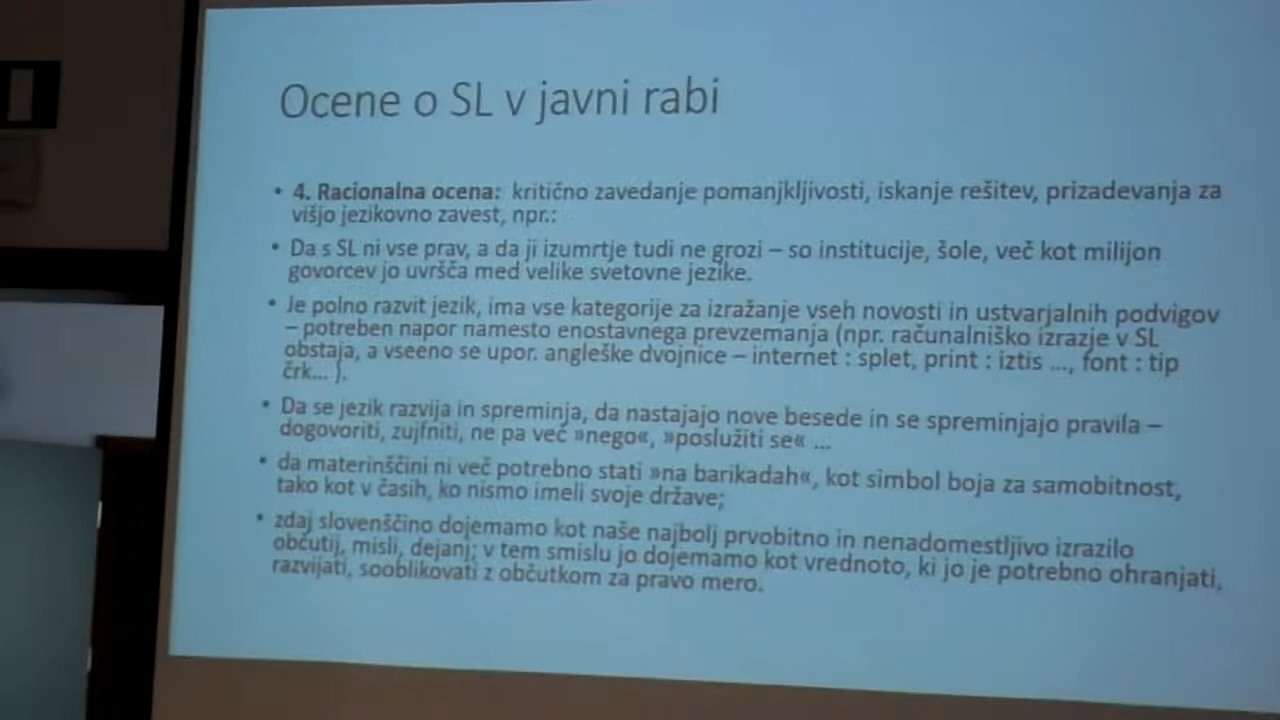 Ocene o SL v javni rabi
• 4. Racionalna ocena: kritično zavedanje pomanjkljivosti, iskanje rešitev, prizadevanja za
višjo jezikovno zavest, npr.:
• Da s SL ni vse prav, a da ji izumrtje tudi ne grozi – so institucije, šole, več kot milijon
govorcev jo uvršča med velike svetovne jezike.
• Je polno razvit jezik, ima vse kategorije za izražanje vseh novosti in ustvarjalnih podvigov
– potreben napor namesto enostavnega prevzemanja (npr. računalniško izrazje v SL
obstaja, a vseeno se upor. angleške dvojnice – internet : splet, print : iztis ..., font : tip
črk... ).
• Da se jezik razvija in spreminja, da nastajajo nove besede in se spreminjajo pravila –
dogovoriti, zujfniti, ne pa več »nego«, »poslužiti se« ...
• da materinščini ni več potrebno stati »na barikadah«, kot simbol boja za samobitnost,
tako kot v časih, ko nismo imeli svoje države;
• zdaj slovenščino dojemamo kot naše najbolj prvobitno in nenadomestljivo izrazilo
občutij, misli, dejanj; v tem smislu jo dojemamo kot vrednoto, ki jo je potrebno ohranjati,
razvijati, sooblikovati z občutkom za pravo mero.